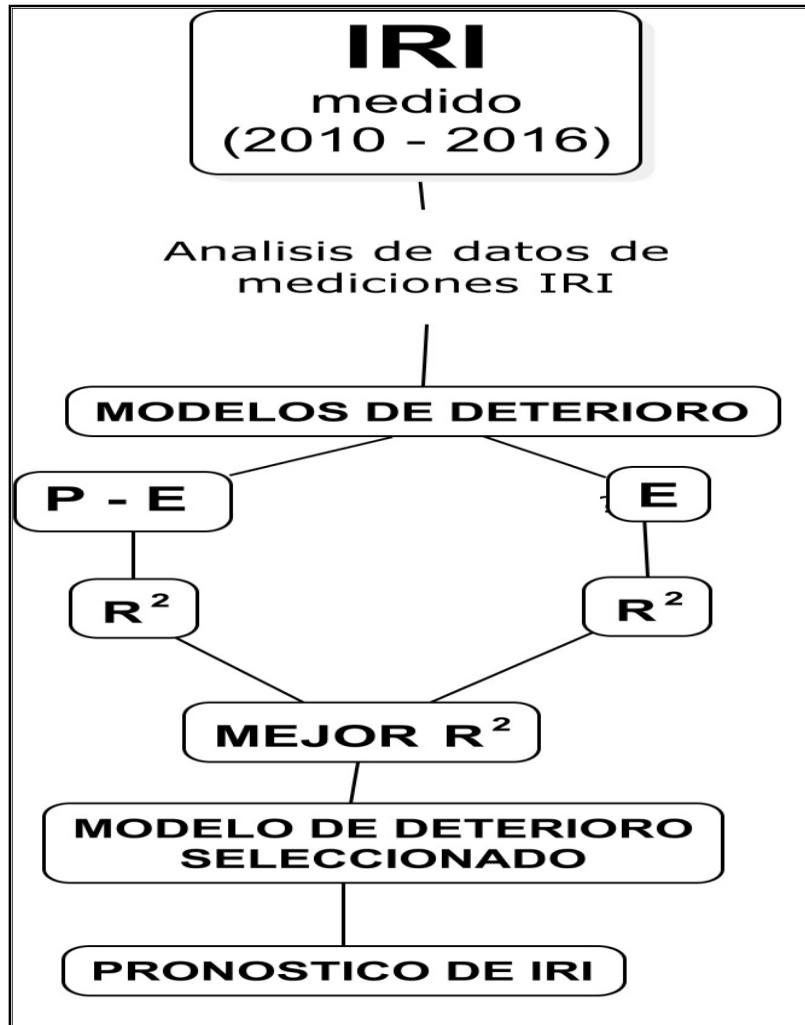 IRI
medido
(2010 - 2016)
Analisis de datos de
mediciones IRI
MODELOS DE DETERIORO
P - E
E
R²
R²
MEJOR R²
MODELO DE DETERIORO
SELECCIONADO
PRONOSTICO DE IRI